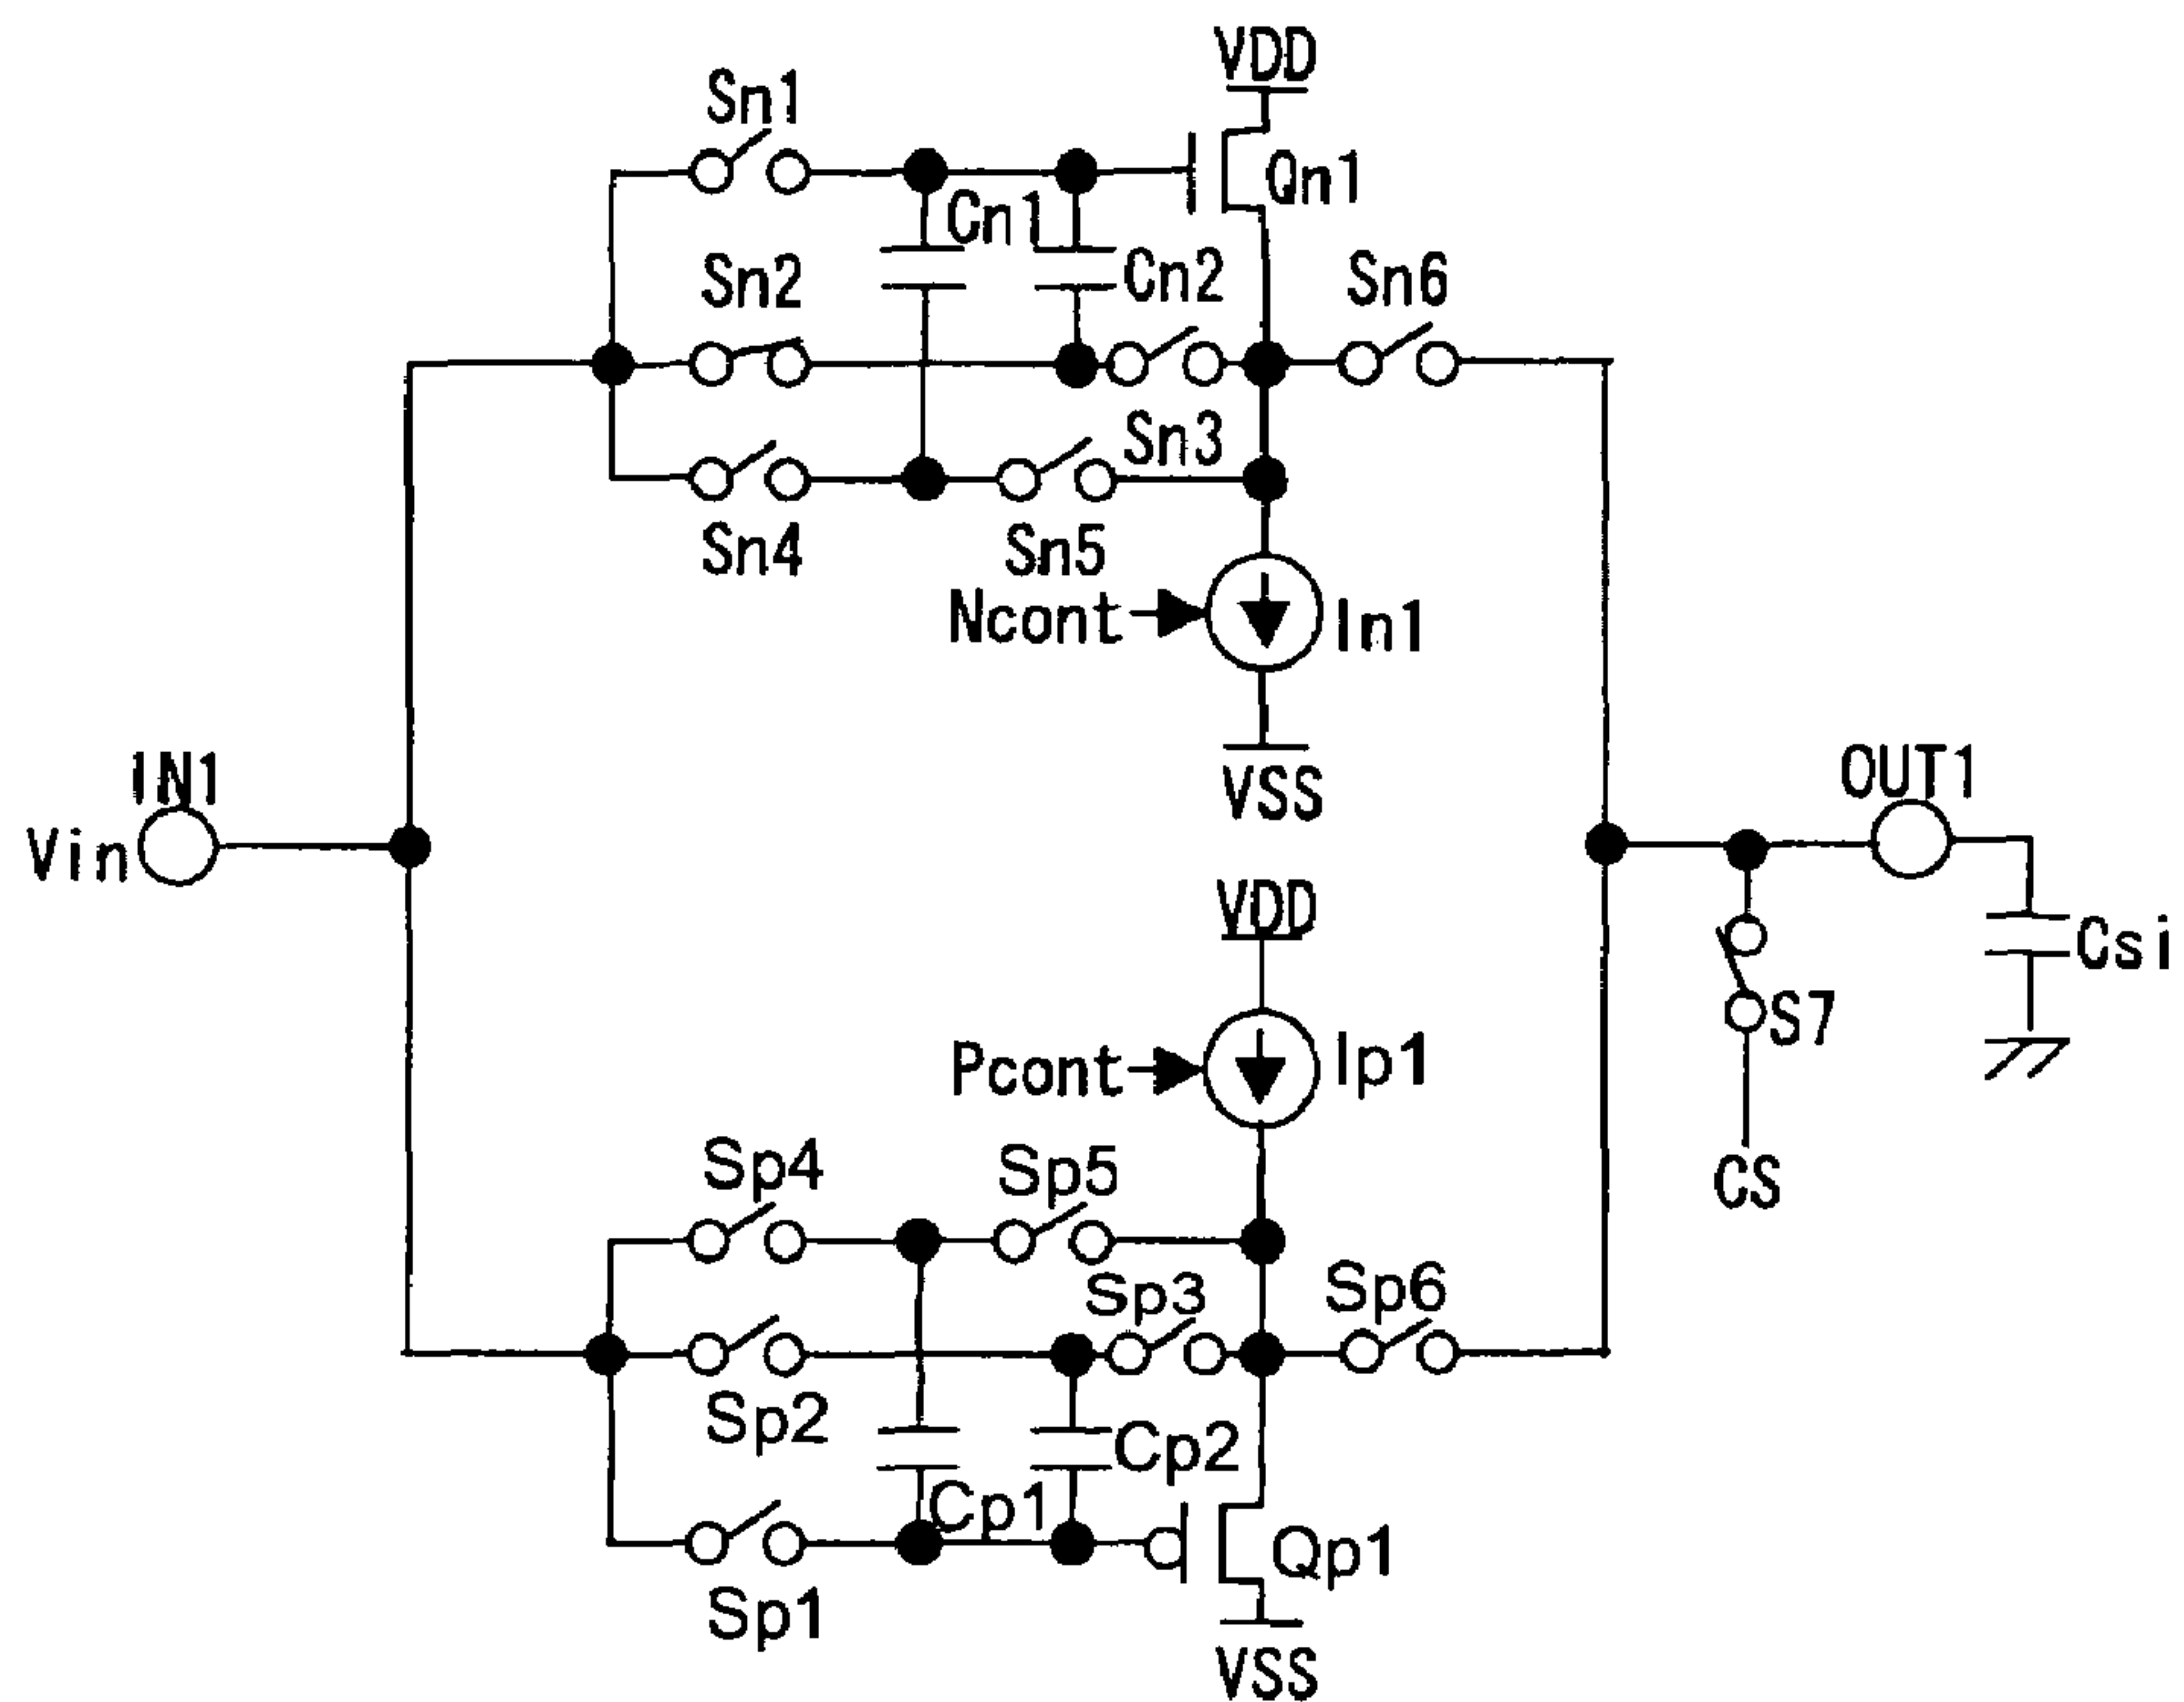 VDD
Sn1
Qn1
Cn1
Sn2
Cn2
Sn6
Sn3
Sn4
Sn5
Ncont
In1
VSS
IN1
OUT1
Vin
VDD
Csi
S7
Pcont
Ip1
CS
Sp4
Sp5
Sp3
Sp6
Sp2
Cp2
Cp1
Qp1
Sp1
VSS